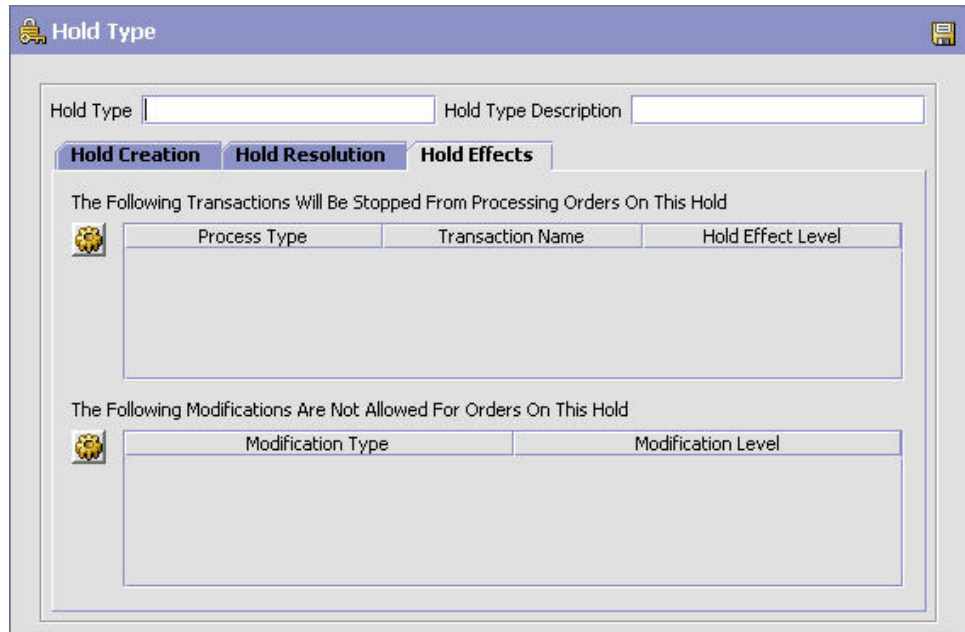 Hold Type
Hold Type Hold Type Description
Hold Creation Hold Resolution Hold Effects
The Following Transactions Will Be Stopped From Processing Orders On This Hold
Process Type Transaction Name Hold Effect Level
The Following Modifications Are Not Allowed For Orders On This Hold
Modification Type Modification Level